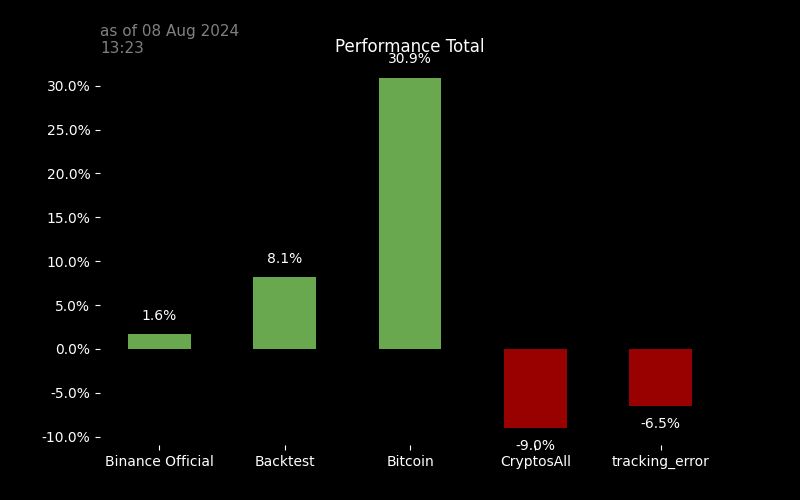 as of 08 Aug 2024
13:23
Performance Total
30.9%
30.0%
25.0%
20.0%
15.0%
10.0%
8.1%
5.0%
1.6%
0.0%
-5.0%
-6.5%
-10.0%
-9.0%
Binance Official
Backtest
Bitcoin
CryptosAll
tracking_error